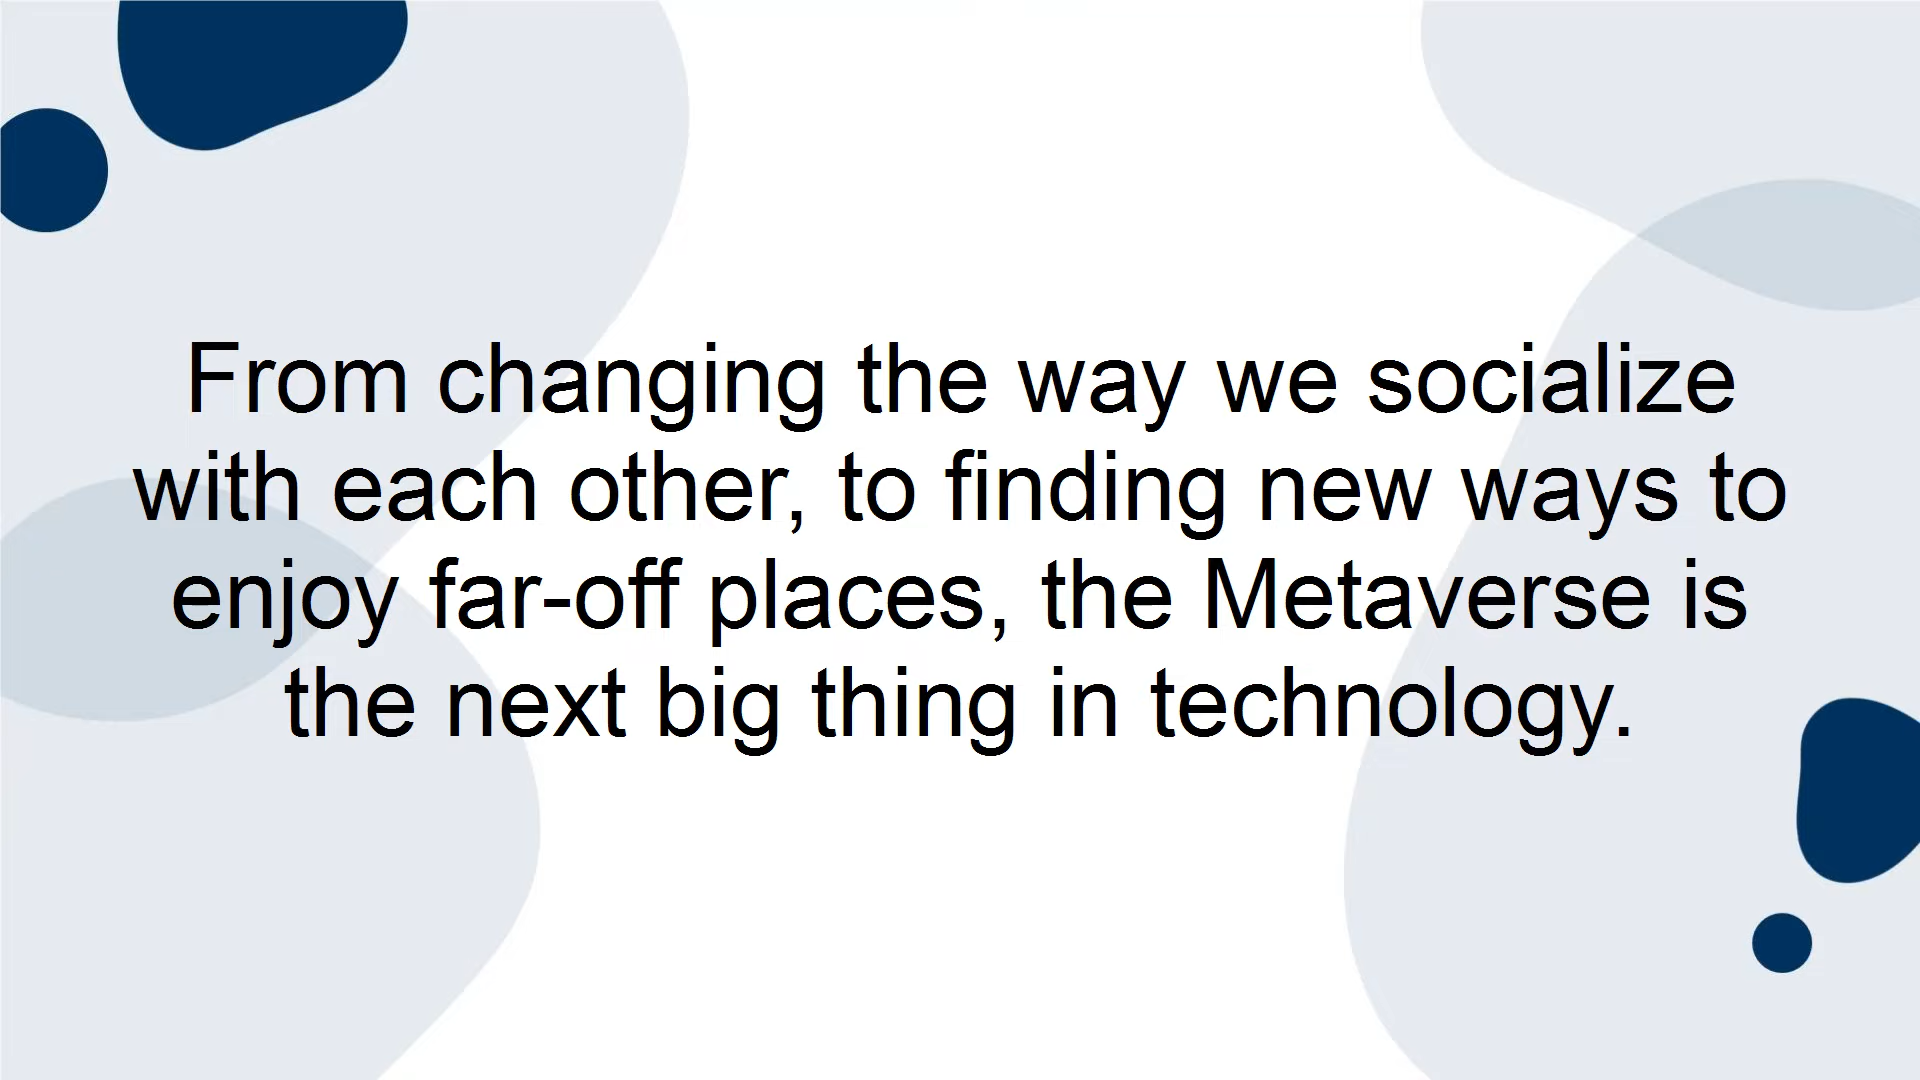 From changing the way we socialize
with each other, to finding new ways to
enjoy far-off places, the Metaverse is
the next big thing in technology.